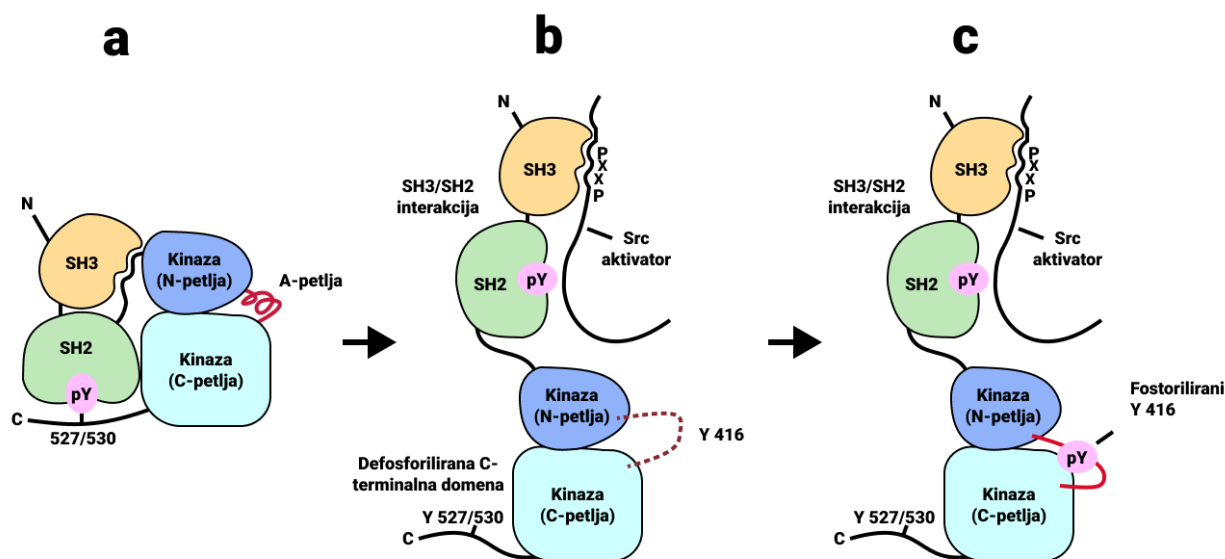 a
N
SH3
Kinaza
(N-petlja)
A-petlja
SH2
Kinaza
(C-petlja)
pY
C
527/530
b
N
SH3
P
X
X
P
SH3/SH2
interakcija
Src
aktivator
SH2
pY
Kinaza
(N-petlja)
Y 416
Defosforilirana C-
terminalna domena
Kinaza
(C-petlja)
Y 527/530
C
c
N
SH3
P
X
X
P
SH3/SH2
interakcija
Src
aktivator
SH2
pY
Kinaza
(N-petlja)
Fostorilirani
Y 416
pY
Kinaza
(C-petlja)
Y 527/530
C